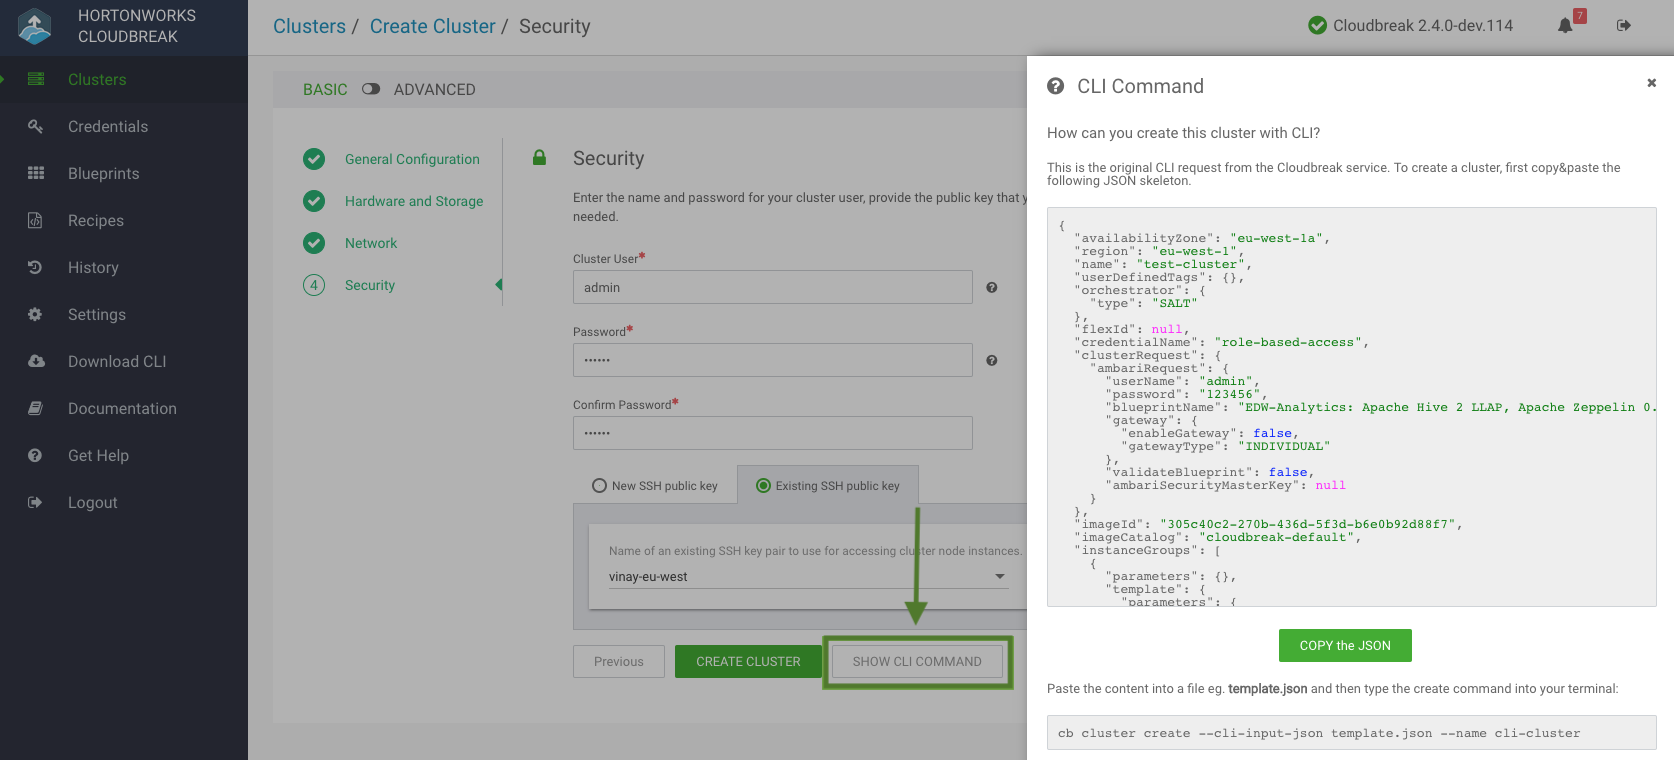 HORTONWORKS
CLOUDBREAK
Clusters
Credentials
Blueprints
Recipes
History
Settings
Download CLI
Documentation
Get Help
Logout
Clusters / Create Cluster / Security
Cloudbreak 2.4.0-dev.114
7
BASIC ADVANCED
General Configuration
Hardware and Storage
Network
4 Security
Security
Enter the name and password for your cluster user, provide the public key that
needed.
Cluster User*
admin
Password*
••••••
Confirm Password*
••••••
New SSH public key
Existing SSH public key
Name of an existing SSH key pair to use for accessing cluster node instances.
vinay-eu-west
Previous
CREATE CLUSTER
SHOW CLI COMMAND
CLI Command
How can you create this cluster with CLI?
This is the original CLI request from the Cloudbreak service. To create a cluster, first copy&paste the
following JSON skeleton.
{
"availabilityZone": "eu-west-1a",
"region": "eu-west-1",
"name": "test-cluster",
"userDefinedTags": {},
"orchestrator": {
"type": "SALT"
},
"flexId": null,
"credentialName": "role-based-access",
"clusterRequest": {
"ambariRequest": {
"userName": "admin",
"password": "123456",
"blueprintName": "EDW-Analytics: Apache Hive 2 LLAP, Apache Zeppelin 0.
"gateway": {
"enableGateway": false,
"gatewayType": "INDIVIDUAL"
},
"validateBlueprint": false,
"ambariSecurityMasterKey": null
}
},
"imageId": "305c40c2-270b-436d-5f3d-b6e0b92d88f7",
"imageCatalog": "cloudbreak-default",
"instanceGroups": [
{
"parameters": {},
"template": {
"parameters": {
COPY the JSON
Paste the content into a file eg. template.json and then type the create command into your terminal:
cb cluster create --cli-input-json template.json --name cli-cluster